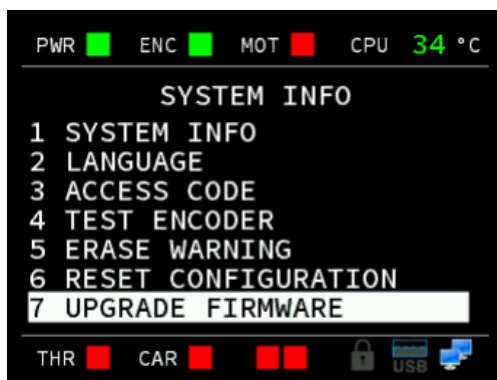 PWR ENC MOT CPU 34 °C
SYSTEM INFO
1 SYSTEM INFO
2 LANGUAGE
3 ACCESS CODE
4 TEST ENCODER
5 ERASE WARNING
6 RESET CONFIGURATION
7 UPGRADE FIRMWARE
THR CAR USB